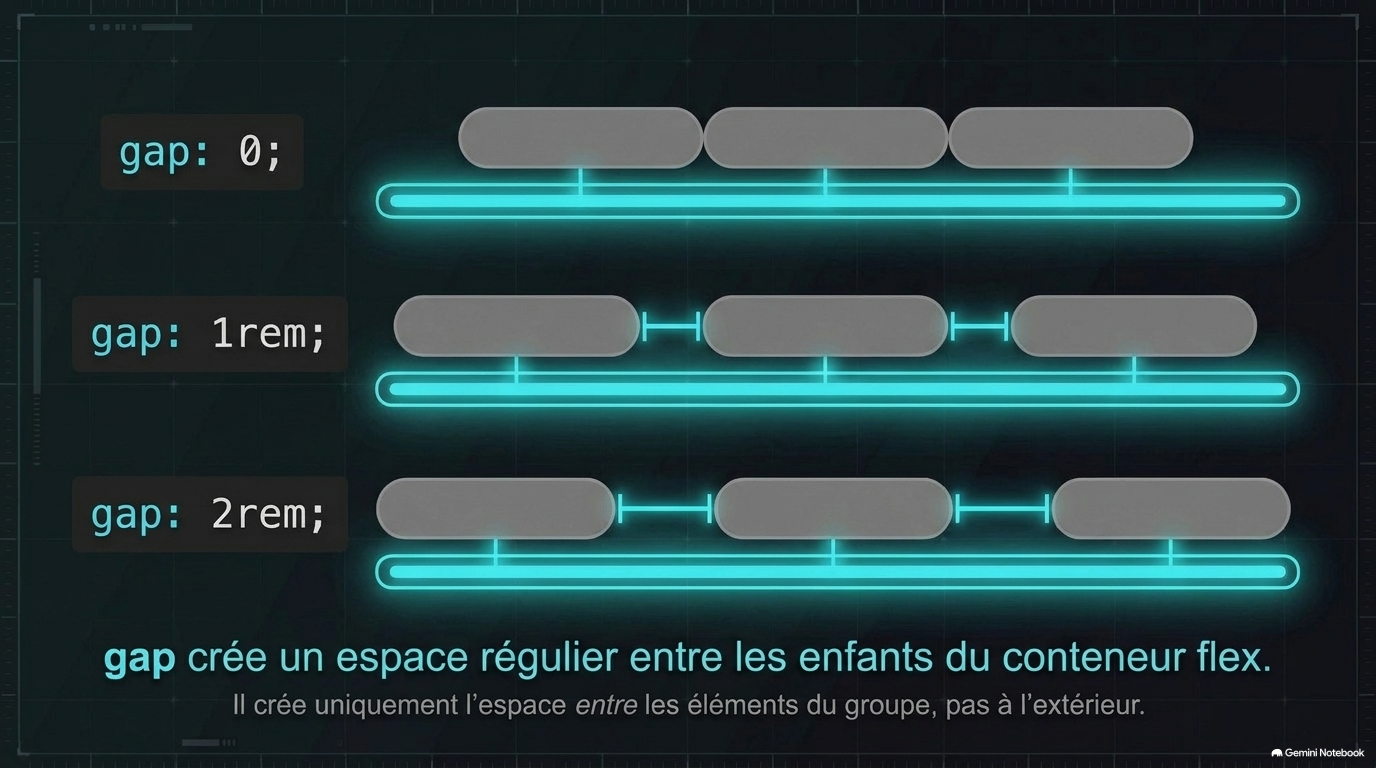 gap: 0;
gap: 1rem;
gap: 2rem;
gap crée un espace régulier entre les enfants du conteneur flex.
Il crée uniquement l’espace entre les éléments du groupe, pas à l’extérieur.
Gemini Notebook